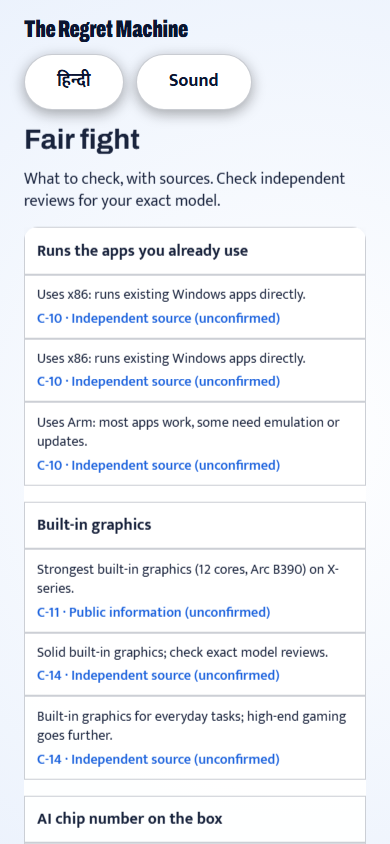 The Regret Machine
हिन्दी
Sound
Fair fight
What to check, with sources. Check independent
reviews for your exact model.
Runs the apps you already use
Uses x86: runs existing Windows apps directly.
C-10 · Independent source (unconfirmed)
Uses x86: runs existing Windows apps directly.
C-10 · Independent source (unconfirmed)
Uses Arm: most apps work, some need emulation or
updates.
C-10 · Independent source (unconfirmed)
Built-in graphics
Strongest built-in graphics (12 cores, Arc B390) on X-
series.
C-11 · Public information (unconfirmed)
Solid built-in graphics; check exact model reviews.
C-14 · Independent source (unconfirmed)
Built-in graphics for everyday tasks; high-end gaming
goes further.
C-14 · Independent source (unconfirmed)
AI chip number on the box